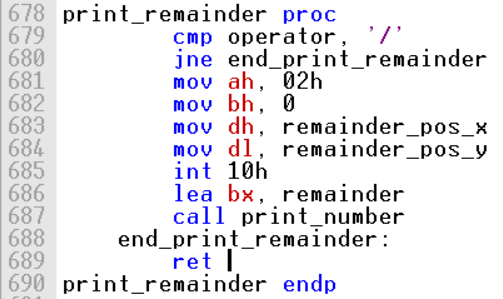 678 print_remainder proc
679 cmp operator, '/'
680 jne end_print_remainder
681 mov ah, 02h
682 mov bh, 0
683 mov dh, remainder_pos_x
684 mov dl, remainder_pos_y
685 int 10h
686 lea bx, remainder
687 call print_number
688 end_print_remainder:
689 ret
690 print_remainder endp